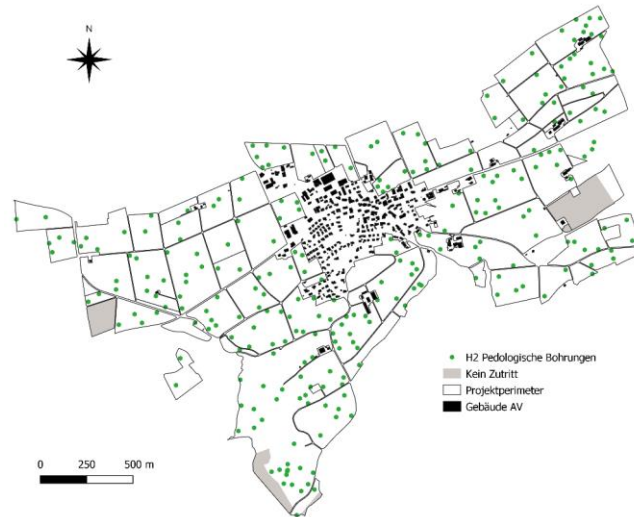 N
H2 Pedologische Bohrungen
Kein Zutritt
Projektperimeter
Gebäude AV
0 250 500 m